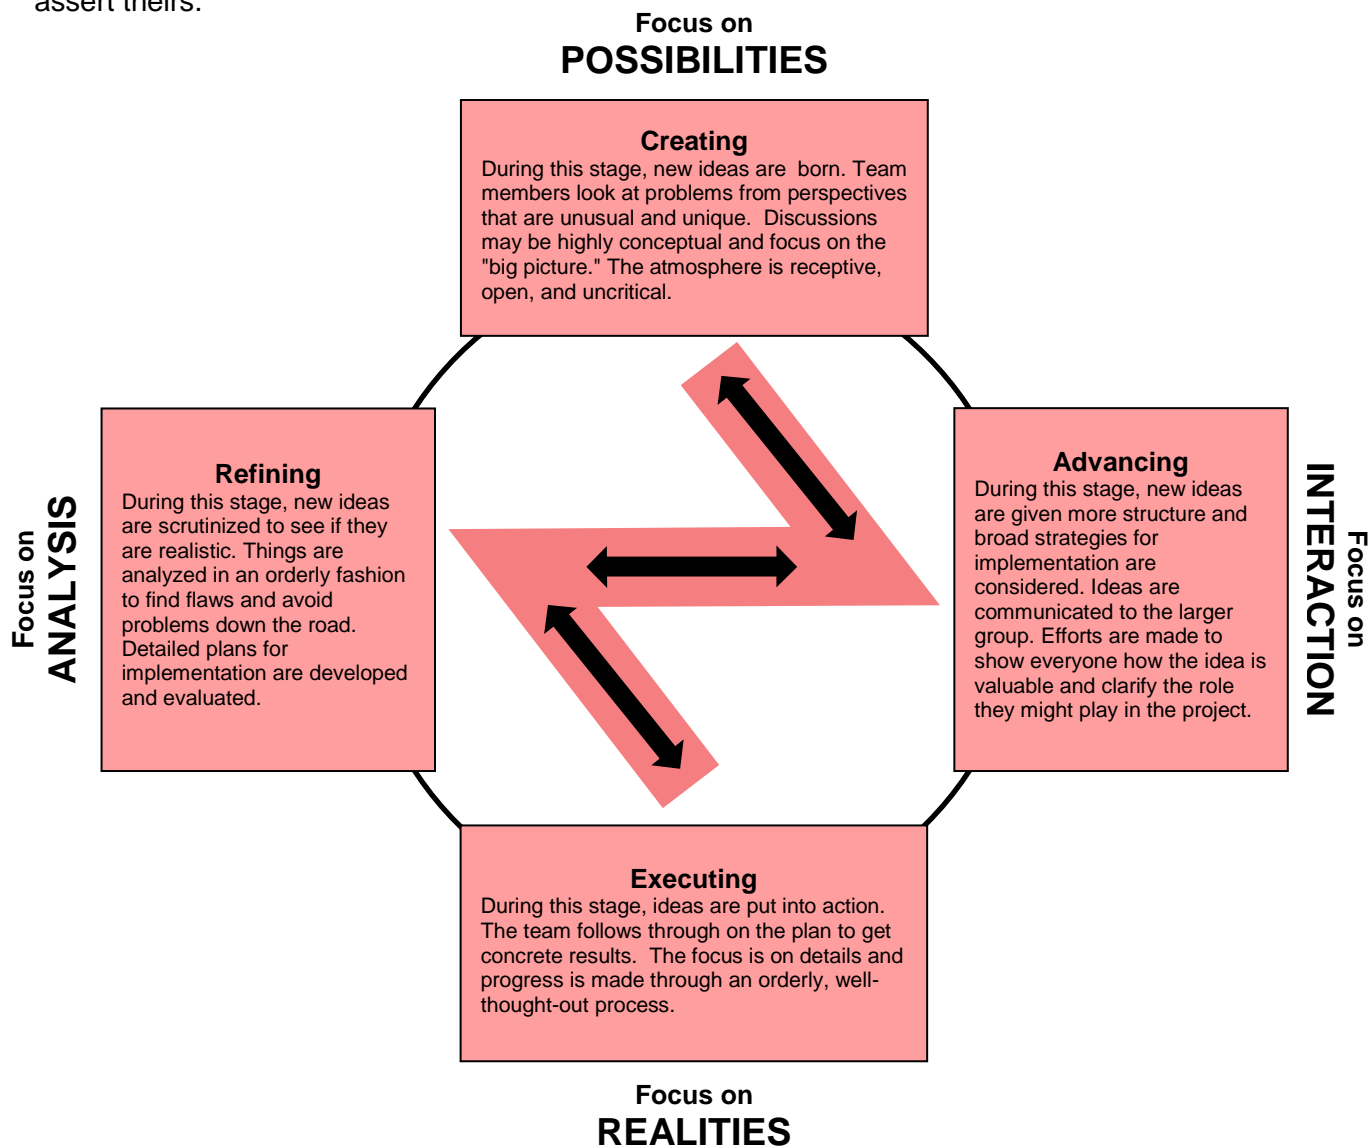 assert theirs.
Focus on
POSSIBILITIES
Creating
During this stage, new ideas are  born. Team
members look at problems from perspectives
that are unusual and unique.  Discussions
may be highly conceptual and focus on the
"big picture." The atmosphere is receptive,
open, and uncritical.
Focus on
ANALYSIS
Refining
During this stage, new ideas
are scrutinized to see if they
are realistic. Things are
analyzed in an orderly fashion
to find flaws and avoid
problems down the road.
Detailed plans for
implementation are developed
and evaluated.
Advancing
During this stage, new ideas
are given more structure and
broad strategies for
implementation are
considered. Ideas are
communicated to the larger
group. Efforts are made to
show everyone how the idea is
valuable and clarify the role
they might play in the project.
Focus on
INTERACTION
Executing
During this stage, ideas are put into action.
The team follows through on the plan to get
concrete results.  The focus is on details and
progress is made through an orderly, well-
thought-out process.
Focus on
REALITIES